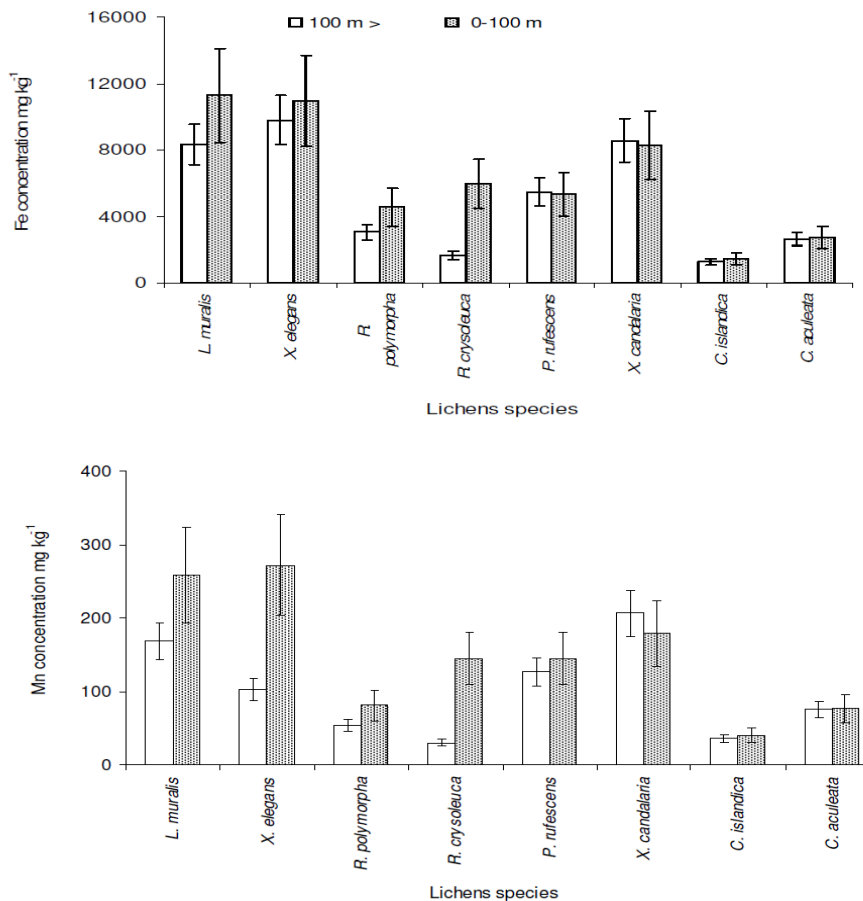 16000
100 m >
0-100 m
12000
8000
4000
0
Fe concentration mg kg-1
L. muralis
X. elegans
R.
polymorpha
R. crysoleuca
P. rufescens
X. candalaria
C. islandica
C. aculeata
Lichens species
400
300
200
100
0
Mn concentration mg kg-1
L. muralis
X. elegans
R. polymorpha
R. crysoleuca
P. rufescens
X. candalaria
C. islandica
C. aculeata
Lichens species